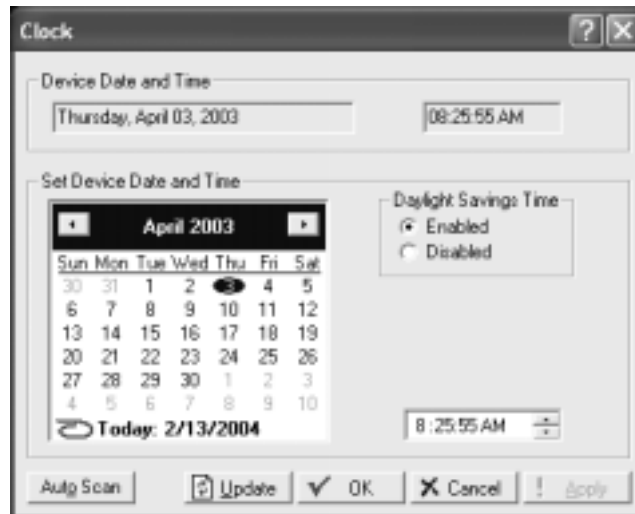 Clock
Device Date and Time
Thursday, April 03, 2003 08:25:55 AM
Set Device Date and Time
April 2003
Sun Mon Tue Wed Thu Fri Sat
30 31 1 2 3 4 5
6 7 8 9 10 11 12
13 14 15 16 17 18 19
20 21 22 23 24 25 26
27 28 29 30 1 2 3
4 5 6 7 8 9 10
Today: 2/13/2004
Daylight Savings Time
Enabled
Disabled
8:25:55 AM
Auto Scan Update OK Cancel Apply